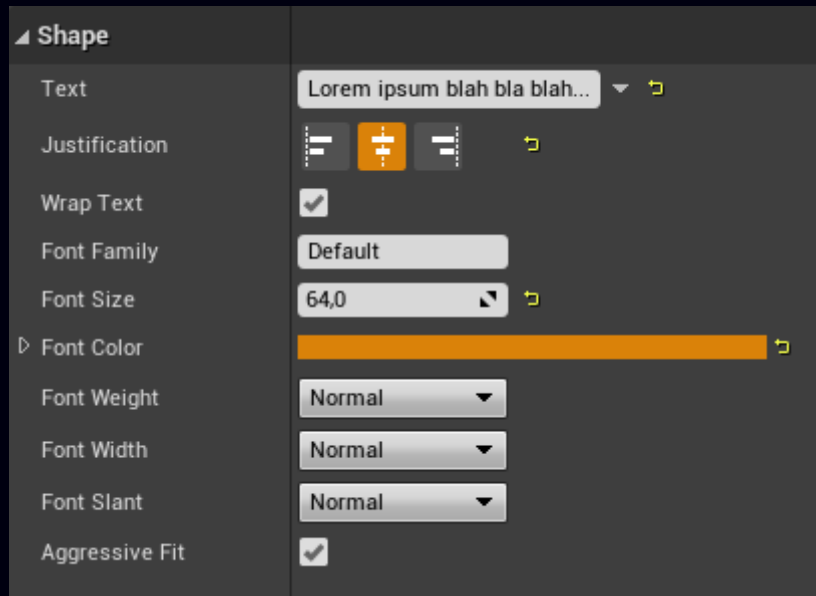 Shape
Text Lorem ipsum blah bla blah...
Justification
Wrap Text
Font Family Default
Font Size 64,0
Font Color
Font Weight Normal
Font Width Normal
Font Slant Normal
Aggressive Fit